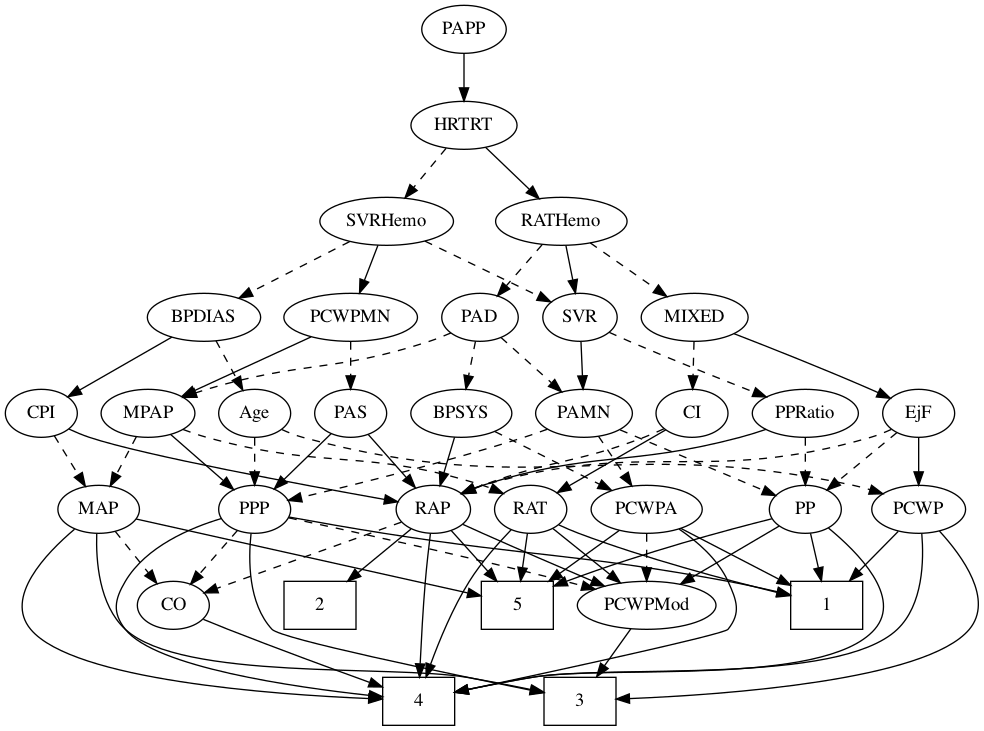 PAPP
HRTRT
SVRHemo RATHemo
BPDIAS PCWPMN PAD SVR MIXED
CPI MPAP Age PAS BPSYS PAMN CI PPRatio EjF
MAP PPP RAP RAT PCWPA PP PCWP
CO 2 5 PCWPMod 1
4 3